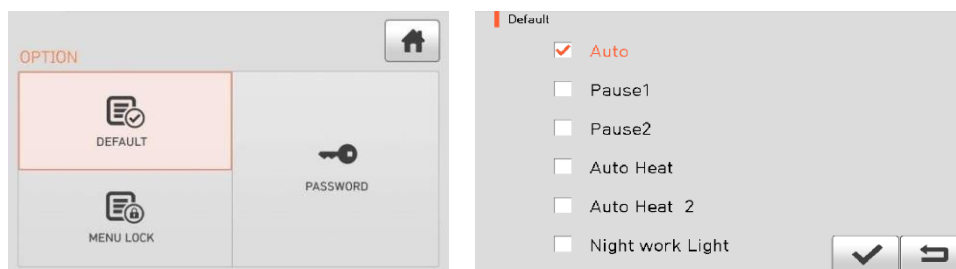 OPTION
DEFAULT
MENU LOCK
PASSWORD
Default
Auto
Pause1
Pause2
Auto Heat
Auto Heat 2
Night work Light